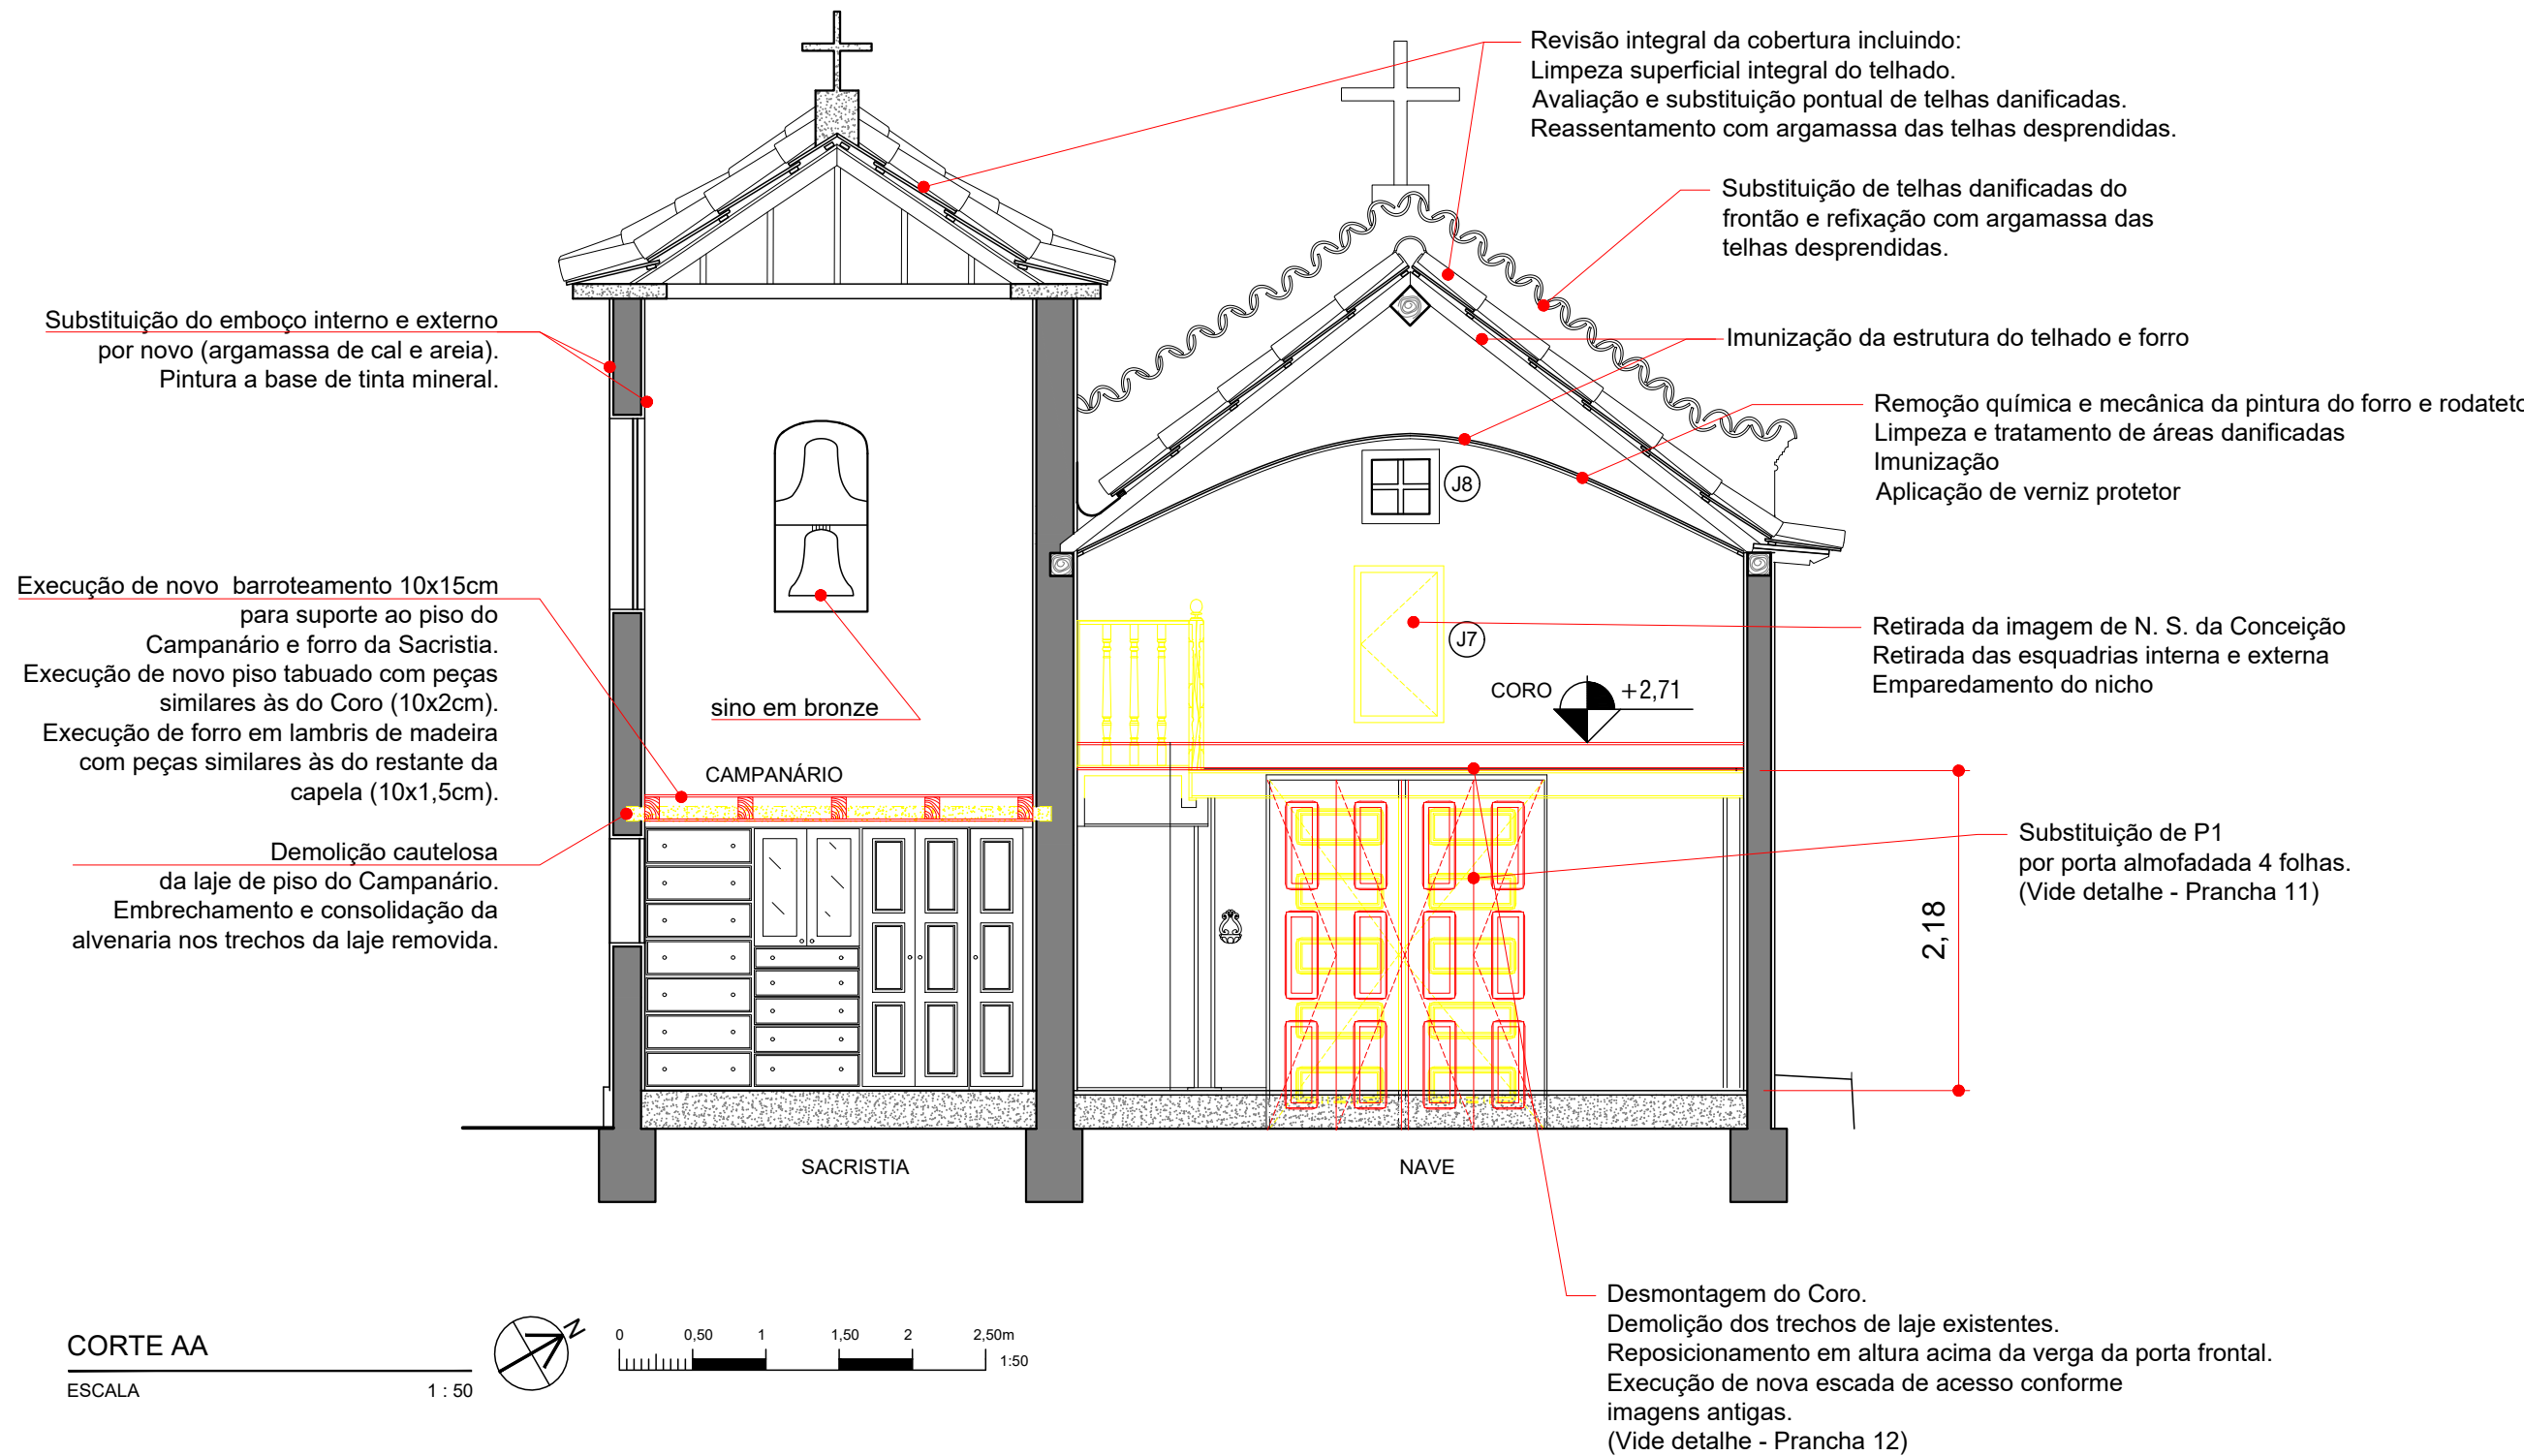 Revisão integral da cobertura incluindo:
Limpeza superficial integral do telhado.
Avaliação e substituição pontual de telhas danificadas.
Reassentamento com argamassa das telhas desprendidas.
Substituição de telhas danificadas do
frontão e refixação com argamassa das
telhas desprendidas.
Imunização da estrutura do telhado e forro
Remoção química e mecânica da pintura do forro e rodateto
Limpeza e tratamento de áreas danificadas
Imunização
Aplicação de verniz protetor
Substituição do emboço interno e externo
por novo (argamassa de cal e areia).
Pintura a base de tinta mineral.
J8
Execução de novo barroteamento 10x15cm
para suporte ao piso do
Campanário e forro da Sacristia.
Execução de novo piso tabuado com peças
similares às do Coro (10x2cm).
Execução de forro em lambris de madeira
com peças similares às do restante da
capela (10x1,5cm).
sino em bronze
J7
Retirada da imagem de N. S. da Conceição
Retirada das esquadrias interna e externa
Emparedamento do nicho
CORO +2,71
CAMPANÁRIO
Demolição cautelosa
da laje de piso do Campanário.
Embrechamento e consolidação da
alvenaria nos trechos da laje removida.
Substituição de P1
por porta almofadada 4 folhas.
(Vide detalhe - Prancha 11)
2,18
SACRISTIA
NAVE
Desmontagem do Coro.
Demolição dos trechos de laje existentes.
Reposicionamento em altura acima da verga da porta frontal.
Execução de nova escada de acesso conforme
imagens antigas.
(Vide detalhe - Prancha 12)
CORTE AA
ESCALA 1 : 50
N
0 0,50 1 1,50 2 2,50m
1:50